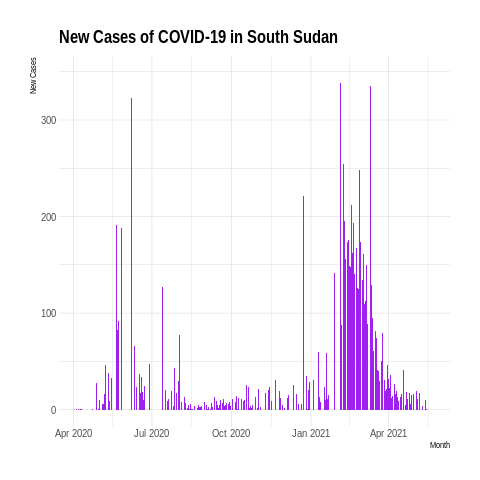 New Cases of COVID-19 in South Sudan
New Cases
300
200
100
0
Apr 2020 Jul 2020 Oct 2020 Jan 2021 Apr 2021
Month